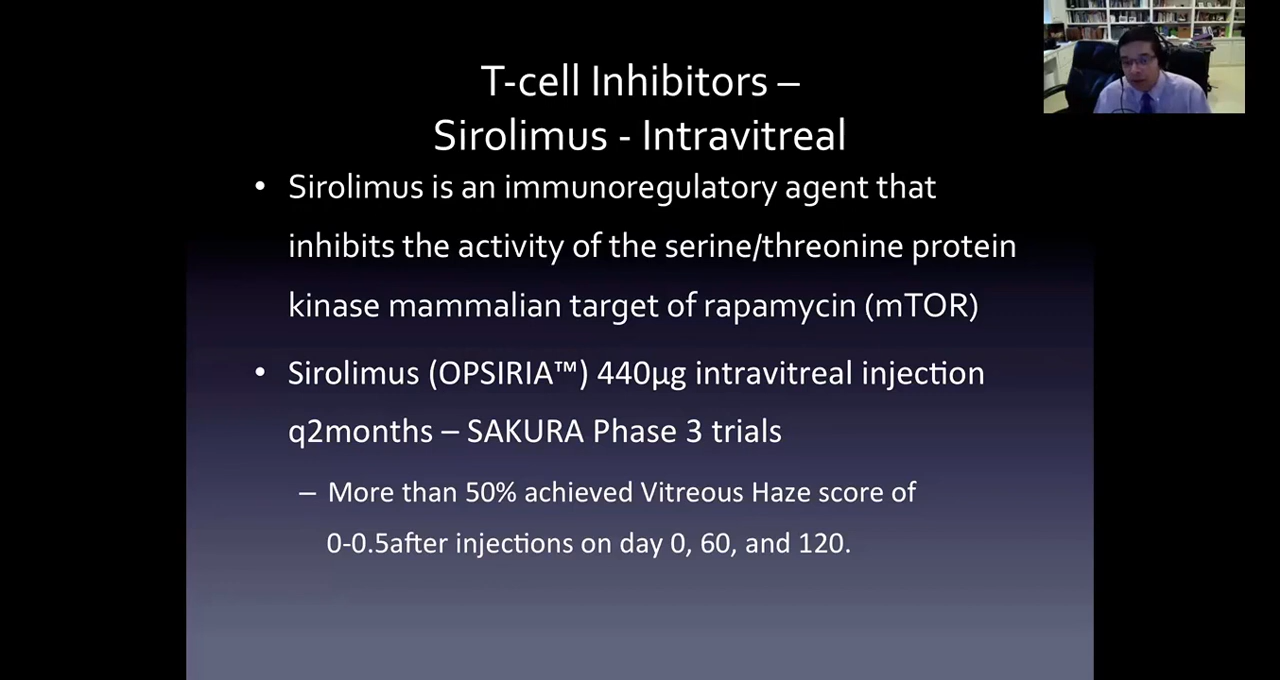 T-cell Inhibitors –
Sirolimus - Intravitreal
• Sirolimus is an immunoregulatory agent that
inhibits the activity of the serine/threonine protein
kinase mammalian target of rapamycin (mTOR)
• Sirolimus (OPSIRIA™) 440µg intravitreal injection
q2months – SAKURA Phase 3 trials
– More than 50% achieved Vitreous Haze score of
0-0.5after injections on day 0, 60, and 120.